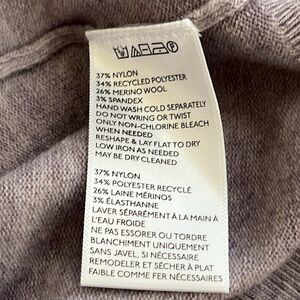 37% NYLON
34% RECYCLED POLYESTER
26% MERINO WOOL
3% SPANDEX
HAND WASH COLD SEPARATELY
DO NOT WRING OR TWIST
ONLY NON-CHLORINE BLEACH
WHEN NEEDED
RESHAPE & LAY FLAT TO DRY
LOW IRON AS NEEDED
MAY BE DRY CLEANED
37% NYLON
34% POLYESTER RECYCLÉ
26% LAINE MÉRINOS
3% ÉLASTHANNE
LAVER SÉPARÉMENT À LA MAIN À
L'EAU FROIDE
NE PAS ESSORER OU TORDRE
BLANCHIMENT UNIQUEMENT
SANS JAVEL, SI NÉCESSAIRE
REMODELER ET SÉCHER À PLAT
FAIBLE COMME FER NÉCESSAIRES